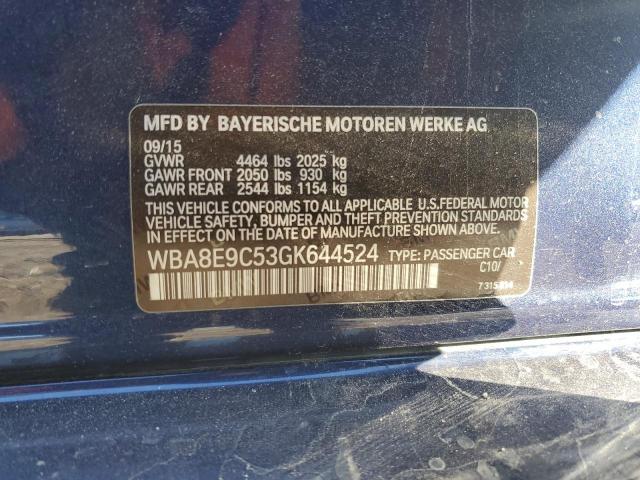 MFD BY BAYERISCHE MOTOREN WERKE AG
09/15
GVWR 4464 lbs 2025 kg
GAWR FRONT 2050 lbs 930 kg
GAWR REAR 2544 lbs 1154 kg
THIS VEHICLE CONFORMS TO ALL APPLICABLE U.S.FEDERAL MOTOR
VEHICLE SAFETY, BUMPER AND THEFT PREVENTION STANDARDS
IN EFFECT ON THE DATE OF MANUFACTURE SHOWN ABOVE.
WBA8E9C53GK644524 TYPE: PASSENGER CAR
C10/